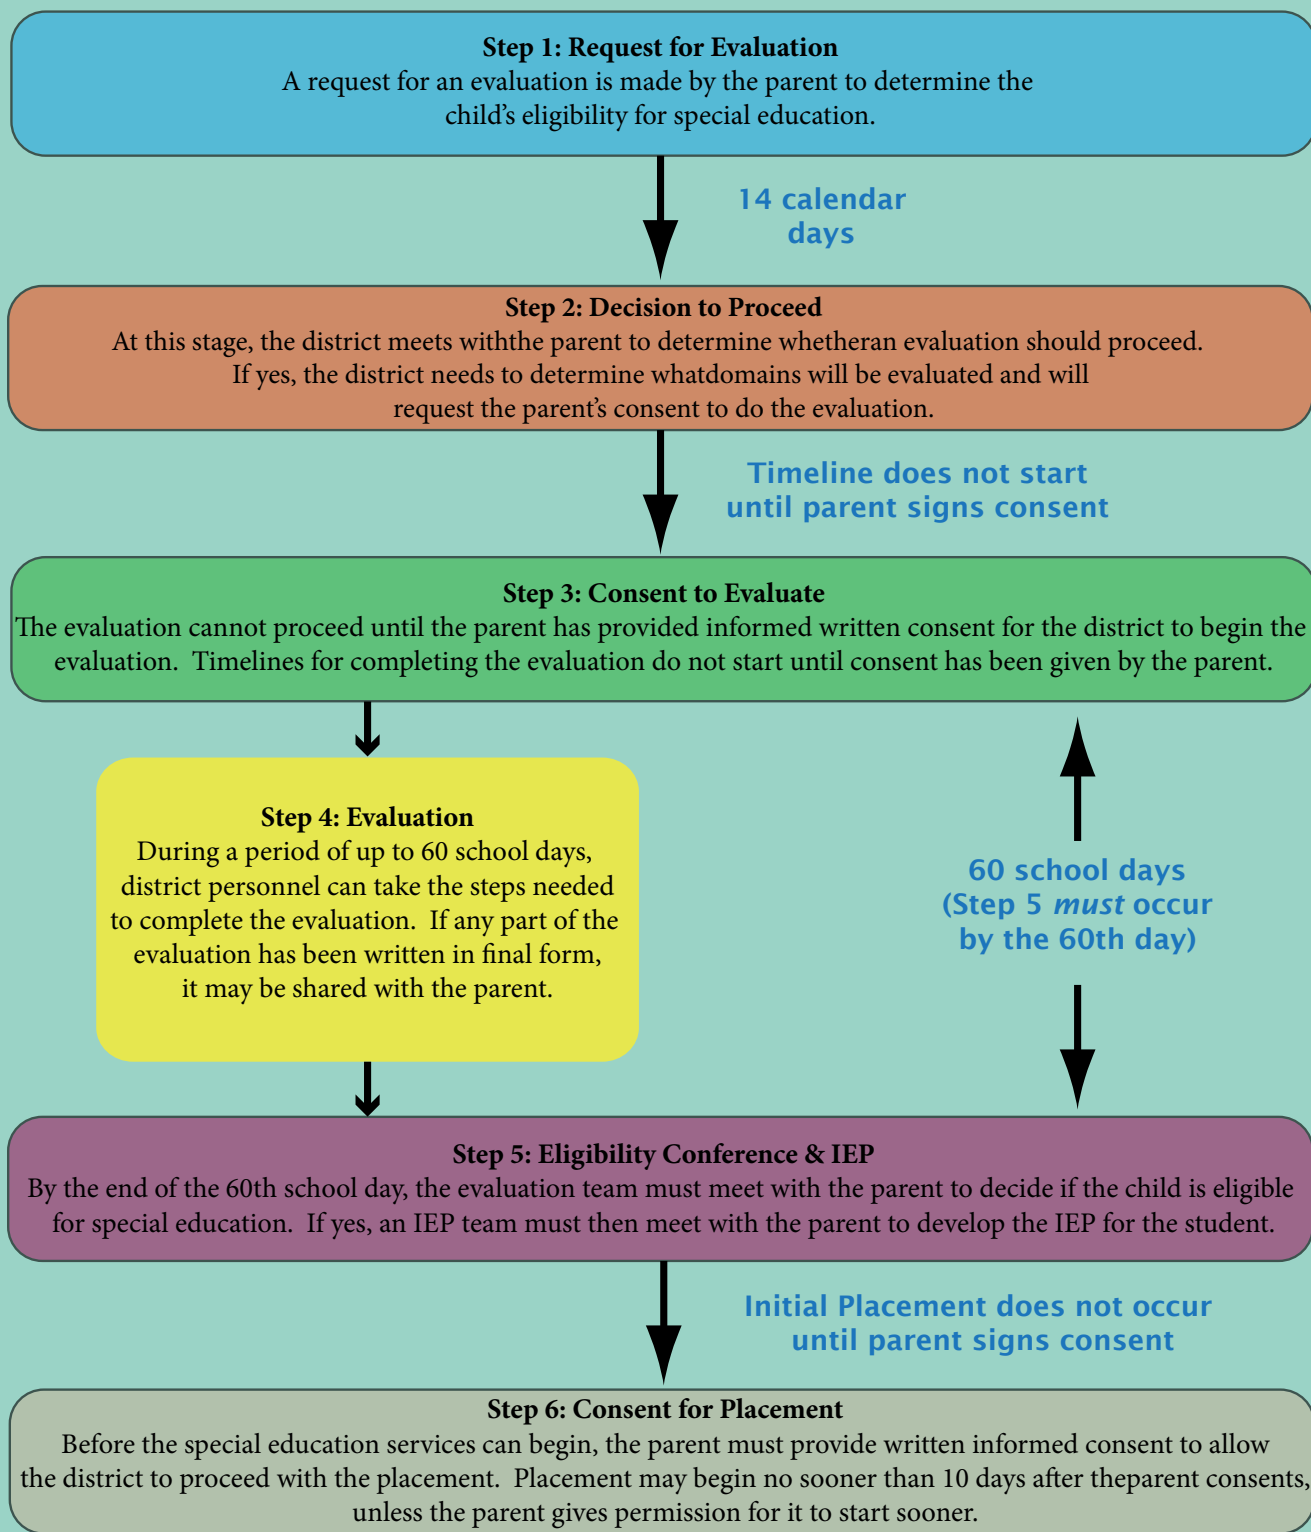 Step 1: Request for Evaluation
A request for an evaluation is made by the parent to determine the
child’s eligibility for special education.
14 calendar
days
Step 2: Decision to Proceed
At this stage, the district meets withthe parent to determine whetheran evaluation should proceed.
If yes, the district needs to determine whatdomains will be evaluated and will
request the parent’s consent to do the evaluation.
Timeline does not start
until parent signs consent
Step 3: Consent to Evaluate
The evaluation cannot proceed until the parent has provided informed written consent for the district to begin the
evaluation.  Timelines for completing the evaluation do not start until consent has been given by the parent.
Step 4: Evaluation
During a period of up to 60 school days,
district personnel can take the steps needed
to complete the evaluation.  If any part of the
evaluation has been written in final form,
it may be shared with the parent.
60 school days
(Step 5 must occur
by the 60th day)
Step 5: Eligibility Conference & IEP
By the end of the 60th school day, the evaluation team must meet with the parent to decide if the child is eligible
for special education.  If yes, an IEP team must then meet with the parent to develop the IEP for the student.
Initial Placement does not occur
until parent signs consent
Step 6: Consent for Placement
Before the special education services can begin, the parent must provide written informed consent to allow
the district to proceed with the placement.  Placement may begin no sooner than 10 days after theparent consents,
unless the parent gives permission for it to start sooner.